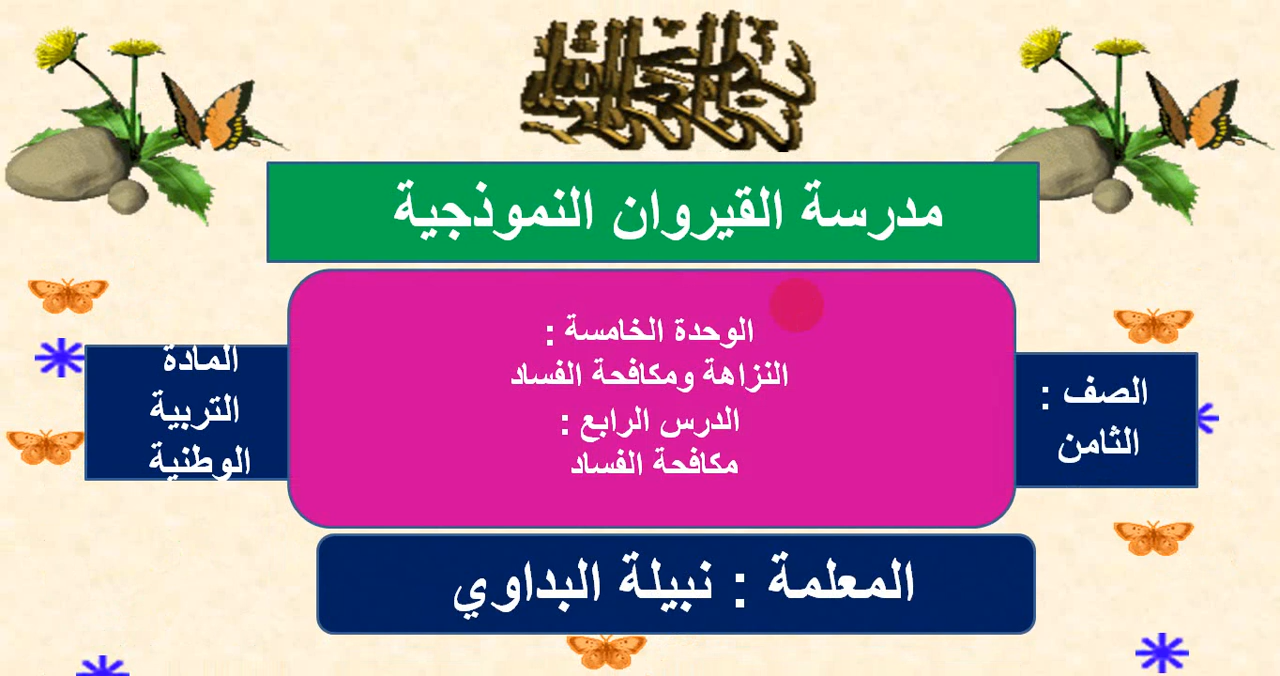 مدرسة القيروان النموذجية
الوحدة الخامسة :
النزاهة ومكافحة الفساد
الدرس الرابع :
مكافحة الفساد
الصف :
الثامن
المادة
التربية
الوطنية
المعلمة : نبيلة البداوي